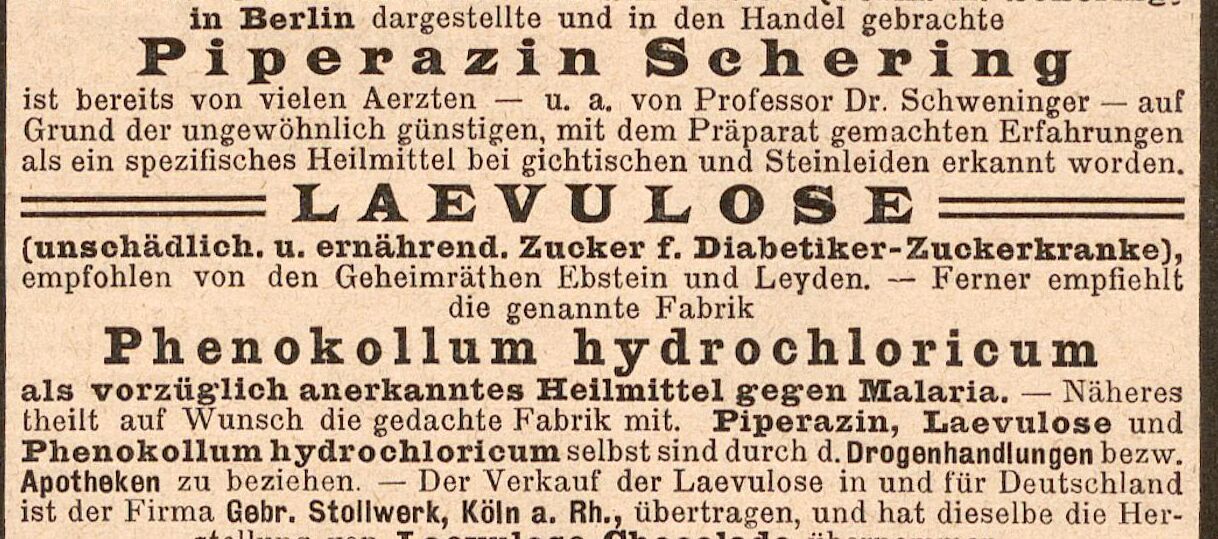 in Berlin dargestellte und in den Handel gebrachte
Piperazin Schering
ist bereits von vielen Aerzten — u. a. von Professor Dr. Schweninger — auf
Grund der ungewöhnlich günstigen, mit dem Präparat gemachten Erfahrungen
als ein spezifisches Heilmittel bei gichtischen und Steinleiden erkannt worden.
LAEVULOSE
(unschädlich. u. ernährend. Zucker f. Diabetiker-Zuckerkranke),
empfohlen von den Geheimräthen Ebstein und Leyden. — Ferner empfiehlt
die genannte Fabrik
Phenokollum hydrochloricum
als vorzüglich anerkanntes Heilmittel gegen Malaria. — Näheres
theilt auf Wunsch die gedachte Fabrik mit. Piperazin, Laevulose und
Phenokollum hydrochloricum selbst sind durch d. Drogenhandlungen bezw.
Apotheken zu beziehen. — Der Verkauf der Laevulose in und für Deutschland
ist der Firma Gebr. Stollwerk, Köln a. Rh., übertragen, und hat dieselbe die Her-
stellung von Laevulose Chocolade übernommen